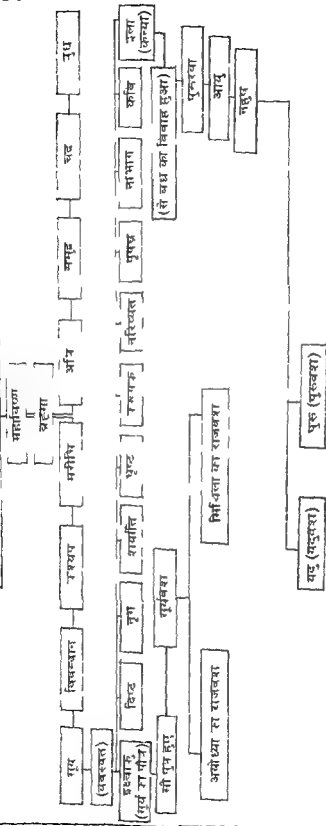 महाविष्णु
ब्रह्मा
मरीचि
अत्रि
समुद्र
चंद्र
बुध
कश्यप
विवस्वान
सूर्य
(वैवस्वत)
इक्ष्वाकु
(सूर्य का पौत्र)
दिष्ट
नृग
शर्याति
धृष्ट
करूषक
नरिष्यंत
पृषध्र
नाभाग
कवि
इला
(कन्या)
(से बुध का विवाह हुआ)
सौ पुत्र हुए
सूर्यवंश
पुरूरवा
आयु
नहुष
अयोध्या का राजवंश
मिथिला का राजवंश
यदु (यदुवंश)
पुरु (पुरुवंश)